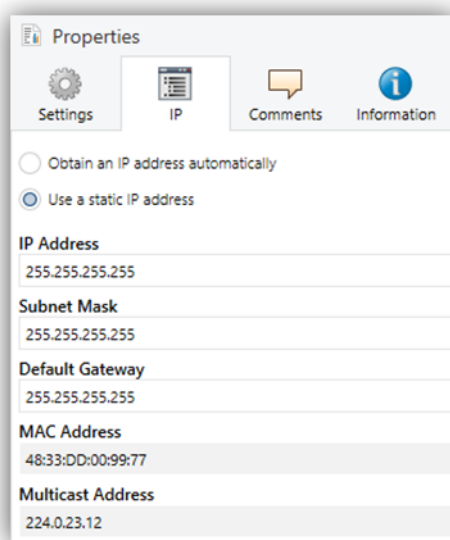 Properties
Settings IP Comments Information
Obtain an IP address automatically
Use a static IP address
IP Address
255.255.255.255
Subnet Mask
255.255.255.255
Default Gateway
255.255.255.255
MAC Address
48:33:DD:00:99:77
Multicast Address
224.0.23.12